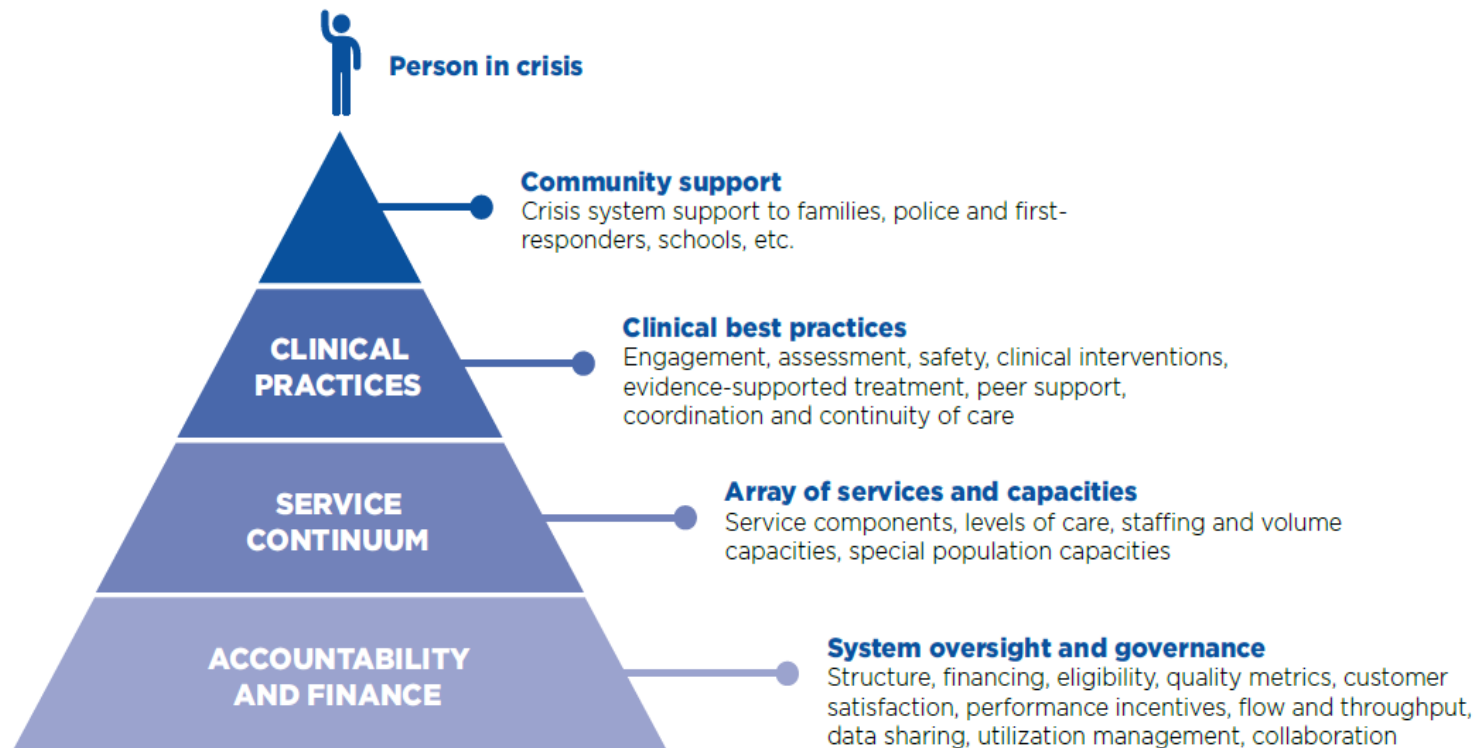 Person in crisis
Community support
Crisis system support to families, police and first-
responders, schools, etc.
CLINICAL
PRACTICES
Clinical best practices
Engagement, assessment, safety, clinical interventions,
evidence-supported treatment, peer support,
coordination and continuity of care
SERVICE
CONTINUUM
Array of services and capacities
Service components, levels of care, staffing and volume
capacities, special population capacities
ACCOUNTABILITY
AND FINANCE
System oversight and governance
Structure, financing, eligibility, quality metrics, customer
satisfaction, performance incentives, flow and throughput,
data sharing, utilization management, collaboration